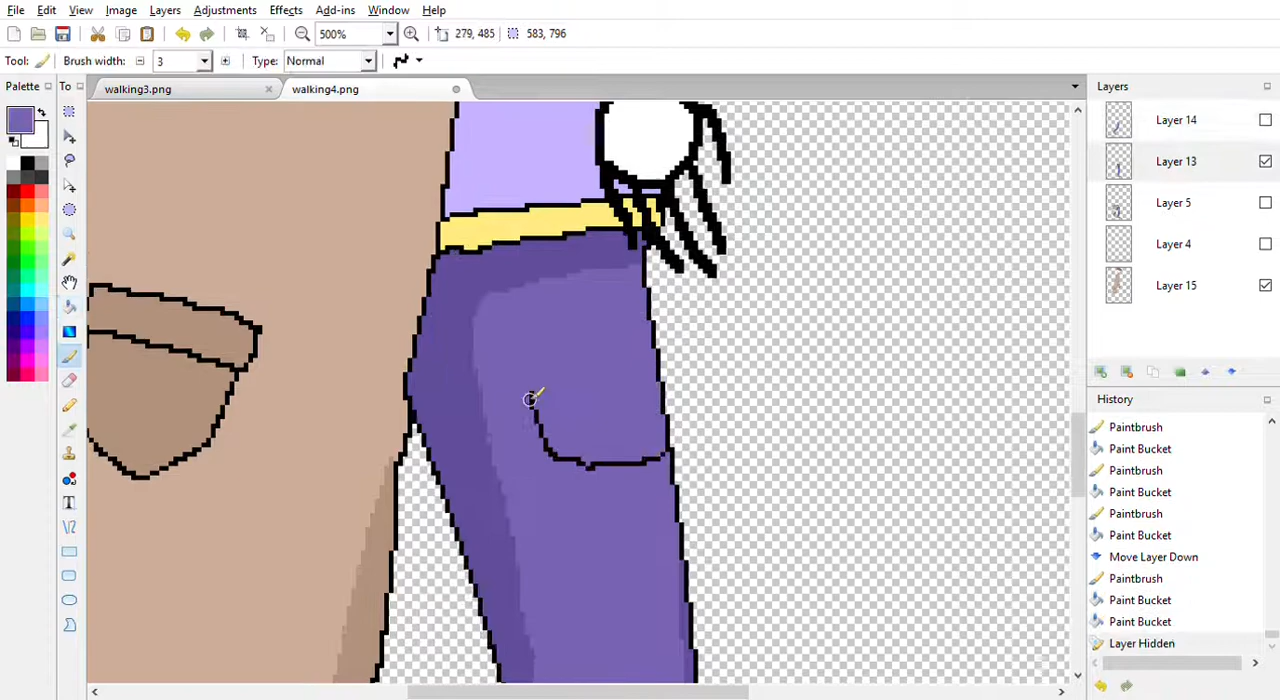 File Edit View Image Layers Adjustments Effects Add-ins Window Help
500% 279, 485 583, 796
Tool: Brush width: 3 Type: Normal
Palette To walking3.png walking4.png Layers
Layer 14
Layer 13
Layer 5
Layer 4
Layer 15
History
Paintbrush
Paint Bucket
Paintbrush
Paint Bucket
Paintbrush
Paint Bucket
Move Layer Down
Paintbrush
Paint Bucket
Paint Bucket
Layer Hidden